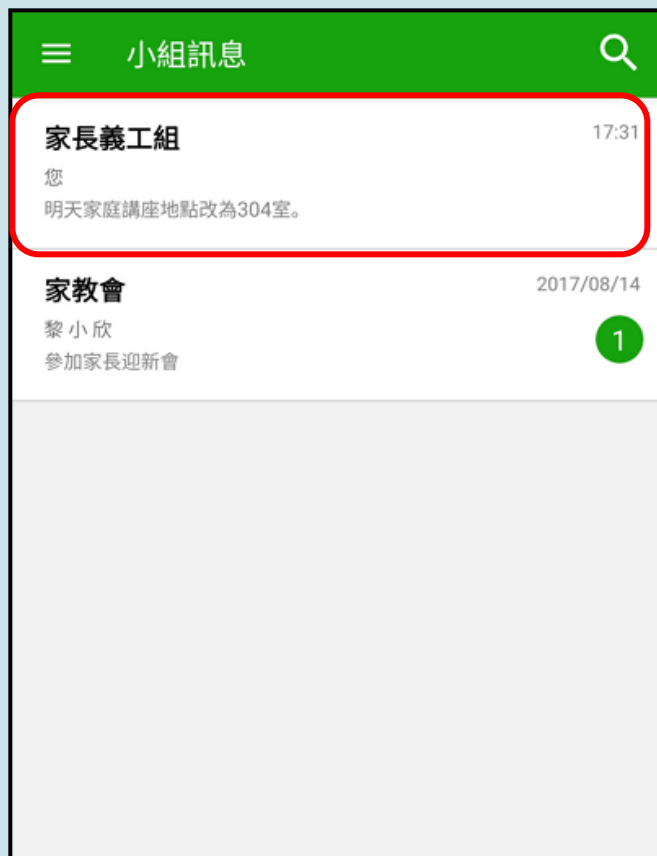 小組訊息
家長義工組
17:31
您
明天家庭講座地點改為304室。
家教會
2017/08/14
黎小欣
1
參加家長迎新會